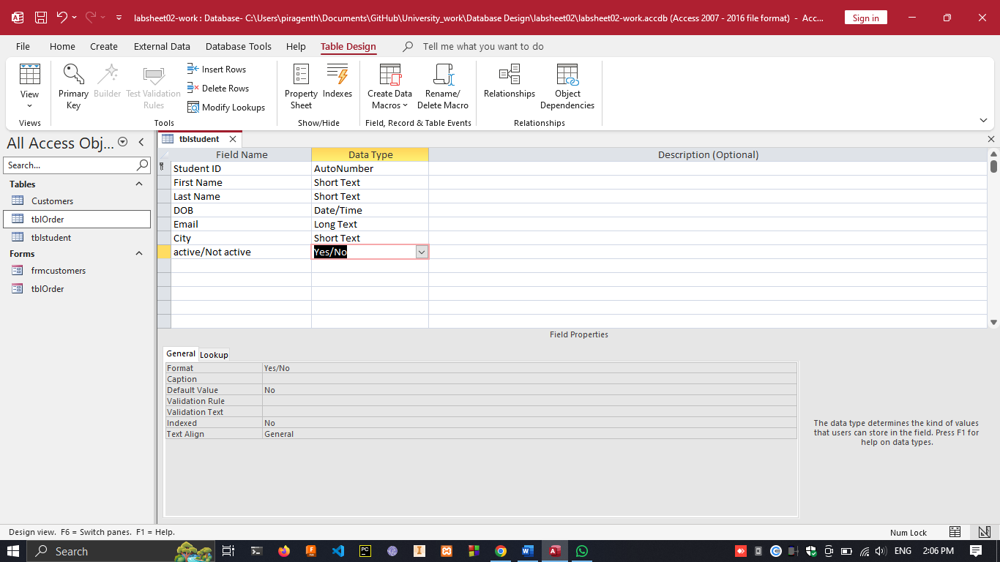 labsheet02-work : Database- C:\Users\piragenth\Documents\GitHub\University_work\Database Design\labsheet02\labsheet02-work.accdb (Access 2007 - 2016 file format) - Acc...
Sign in
File Home Create External Data Database Tools Help Table Design Tell me what you want to do
View
Primary Key
Builder
Test Validation Rules
Insert Rows
Delete Rows
Modify Lookups
Property Sheet
Indexes
Create Data Macros
Rename/ Delete Macro
Relationships
Object Dependencies
Views Tools Show/Hide Field, Record & Table Events Relationships
All Access Obj...
Search...
Tables
Customers
tblOrder
tblstudent
Forms
frmcustomers
tblOrder
tblstudent
Field Name Data Type Description (Optional)
Student ID AutoNumber
First Name Short Text
Last Name Short Text
DOB Date/Time
Email Long Text
City Short Text
active/Not active Yes/No
Field Properties
General Lookup
Format Yes/No
Caption
Default Value No
Validation Rule
Validation Text
Indexed No
Text Align General
The data type determines the kind of values
that users can store in the field. Press F1 for
help on data types.
Design view. F6 = Switch panes. F1 = Help.
Num Lock
Search
PC
ENG 2:06 PM